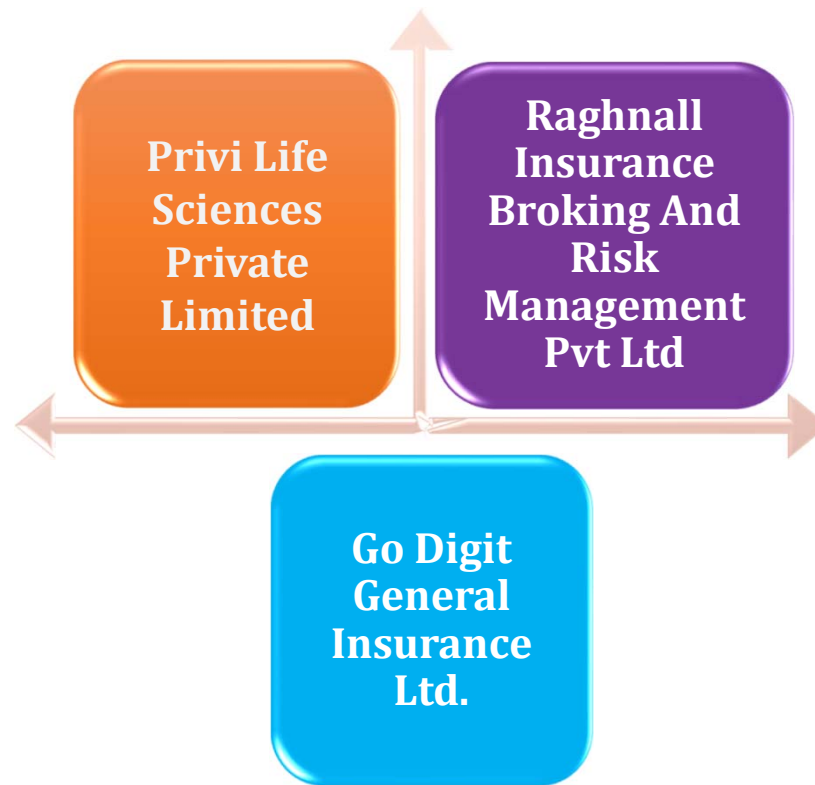 Privi Life
Sciences
Private
Limited
Raghnall
Insurance
Broking And
Risk
Management
Pvt Ltd
Go Digit
General
Insurance
Ltd.